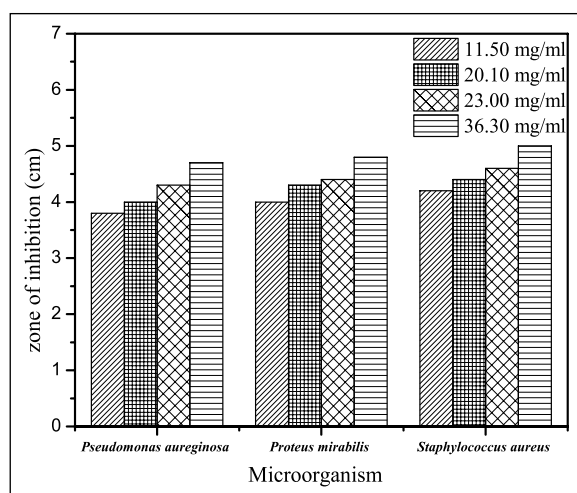 7
6
5
4
3
2
1
0
zone of inhibition (cm)
11.50 mg/ml
20.10 mg/ml
23.00 mg/ml
36.30 mg/ml
Pseudomonas aureginosa Proteus mirabilis Staphylococcus aureus
Microorganism